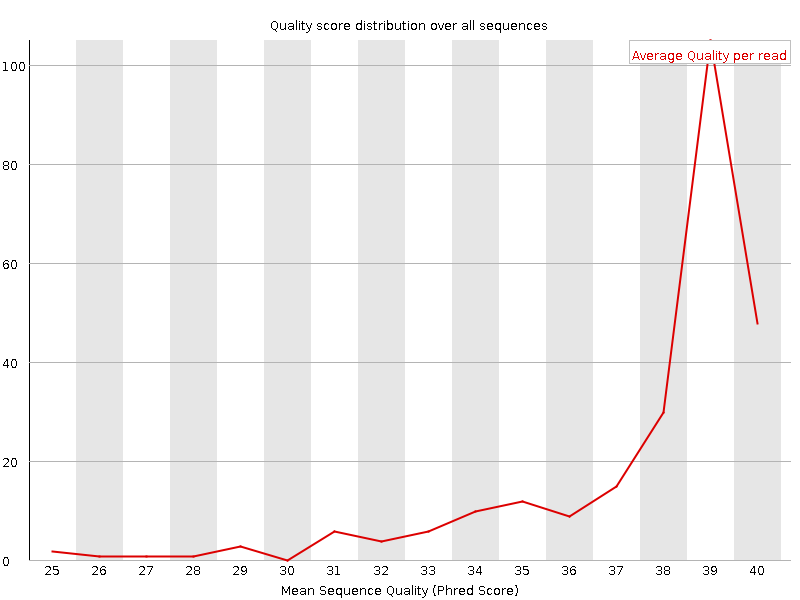 Quality score distribution over all sequences
Average Quality per read
100
80
60
40
20
0
25 26 27 28 29 30 31 32 33 34 35 36 37 38 39 40
Mean Sequence Quality (Phred Score)